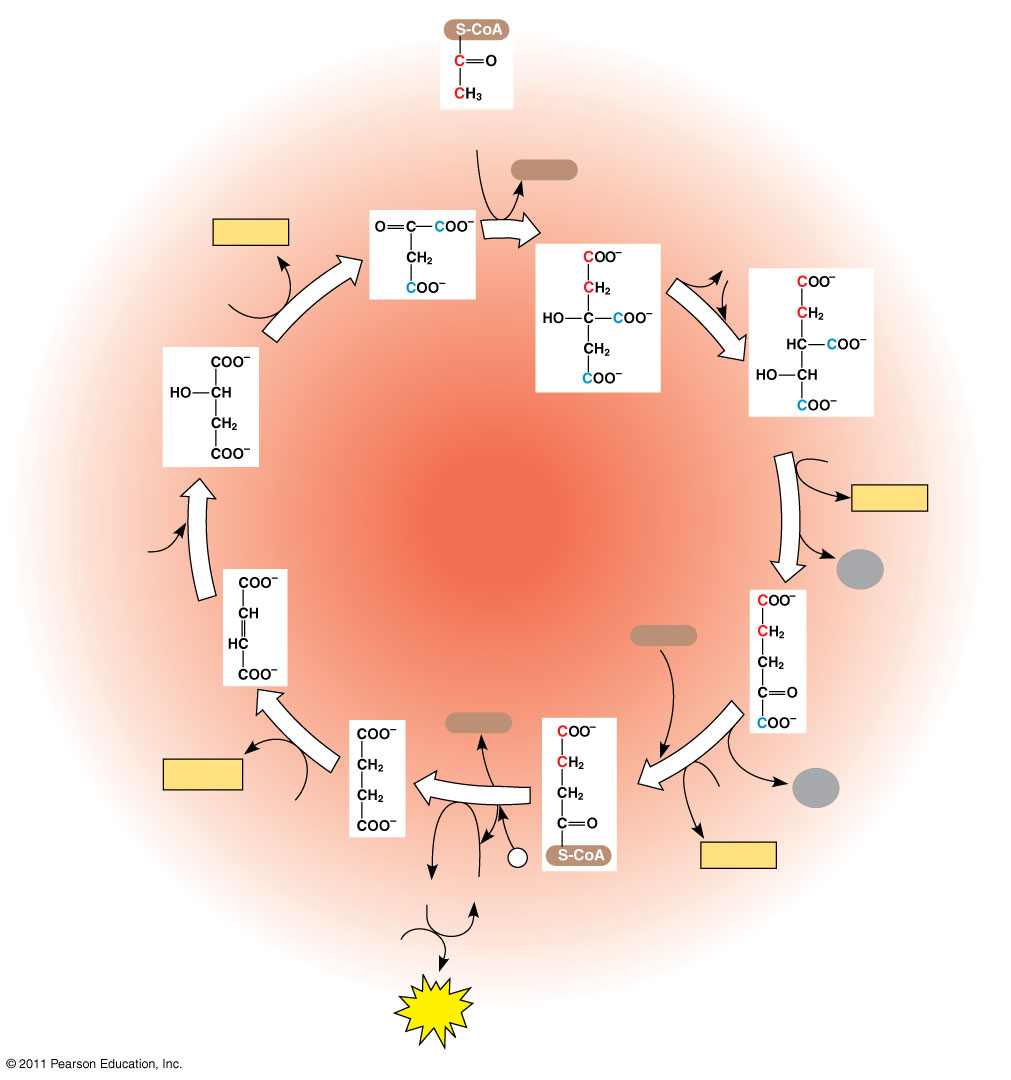 S-CoA
C=O
CH₃
O=C—COO⁻
CH₂
COO⁻
COO⁻
CH₂
HO—C—COO⁻
CH₂
COO⁻
COO⁻
CH₂
HC—COO⁻
HO—CH
COO⁻
COO⁻
HO—CH
CH₂
COO⁻
COO⁻
CH
HC
COO⁻
COO⁻
CH₂
CH₂
C=O
COO⁻
COO⁻
CH₂
CH₂
COO⁻
COO⁻
CH₂
CH₂
C=O
S-CoA
© 2011 Pearson Education, Inc.